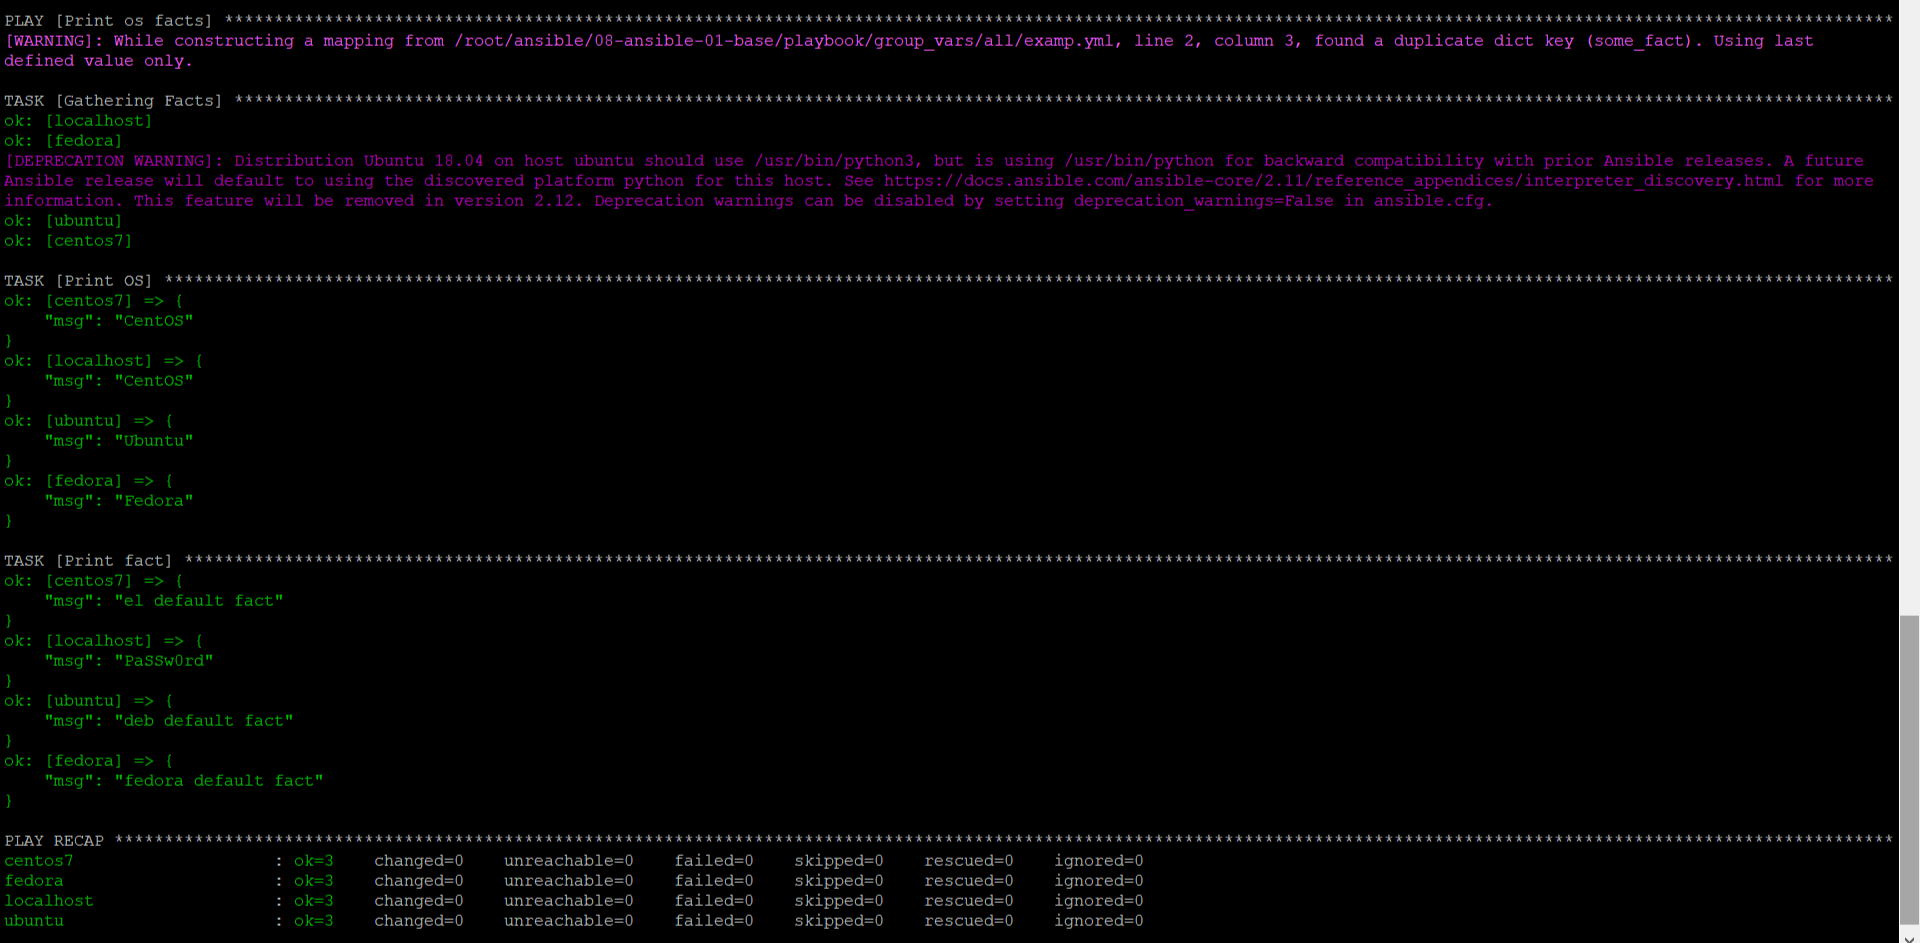 PLAY [Print os facts] ***********************************************************************************************************************************************************************
[WARNING]: While constructing a mapping from /root/ansible/08-ansible-01-base/playbook/group_vars/all/examp.yml, line 2, column 3, found a duplicate dict key (some_fact). Using last
defined value only.
TASK [Gathering Facts] **********************************************************************************************************************************************************************
ok: [localhost]
ok: [fedora]
[DEPRECATION WARNING]: Distribution Ubuntu 18.04 on host ubuntu should use /usr/bin/python3, but is using /usr/bin/python for backward compatibility with prior Ansible releases. A future
Ansible release will default to using the discovered platform python for this host. See https://docs.ansible.com/ansible-core/2.11/reference_appendices/interpreter_discovery.html for more
information. This feature will be removed in version 2.12. Deprecation warnings can be disabled by setting deprecation_warnings=False in ansible.cfg.
ok: [ubuntu]
ok: [centos7]
TASK [Print OS] *****************************************************************************************************************************************************************************
ok: [centos7] => {
    "msg": "CentOS"
}
ok: [localhost] => {
    "msg": "CentOS"
}
ok: [ubuntu] => {
    "msg": "Ubuntu"
}
ok: [fedora] => {
    "msg": "Fedora"
}
TASK [Print fact] ***************************************************************************************************************************************************************************
ok: [centos7] => {
    "msg": "el default fact"
}
ok: [localhost] => {
    "msg": "PaSSw0rd"
}
ok: [ubuntu] => {
    "msg": "deb default fact"
}
ok: [fedora] => {
    "msg": "fedora default fact"
}
PLAY RECAP **********************************************************************************************************************************************************************************
centos7                    : ok=3    changed=0    unreachable=0    failed=0    skipped=0    rescued=0    ignored=0
fedora                     : ok=3    changed=0    unreachable=0    failed=0    skipped=0    rescued=0    ignored=0
localhost                  : ok=3    changed=0    unreachable=0    failed=0    skipped=0    rescued=0    ignored=0
ubuntu                     : ok=3    changed=0    unreachable=0    failed=0    skipped=0    rescued=0    ignored=0